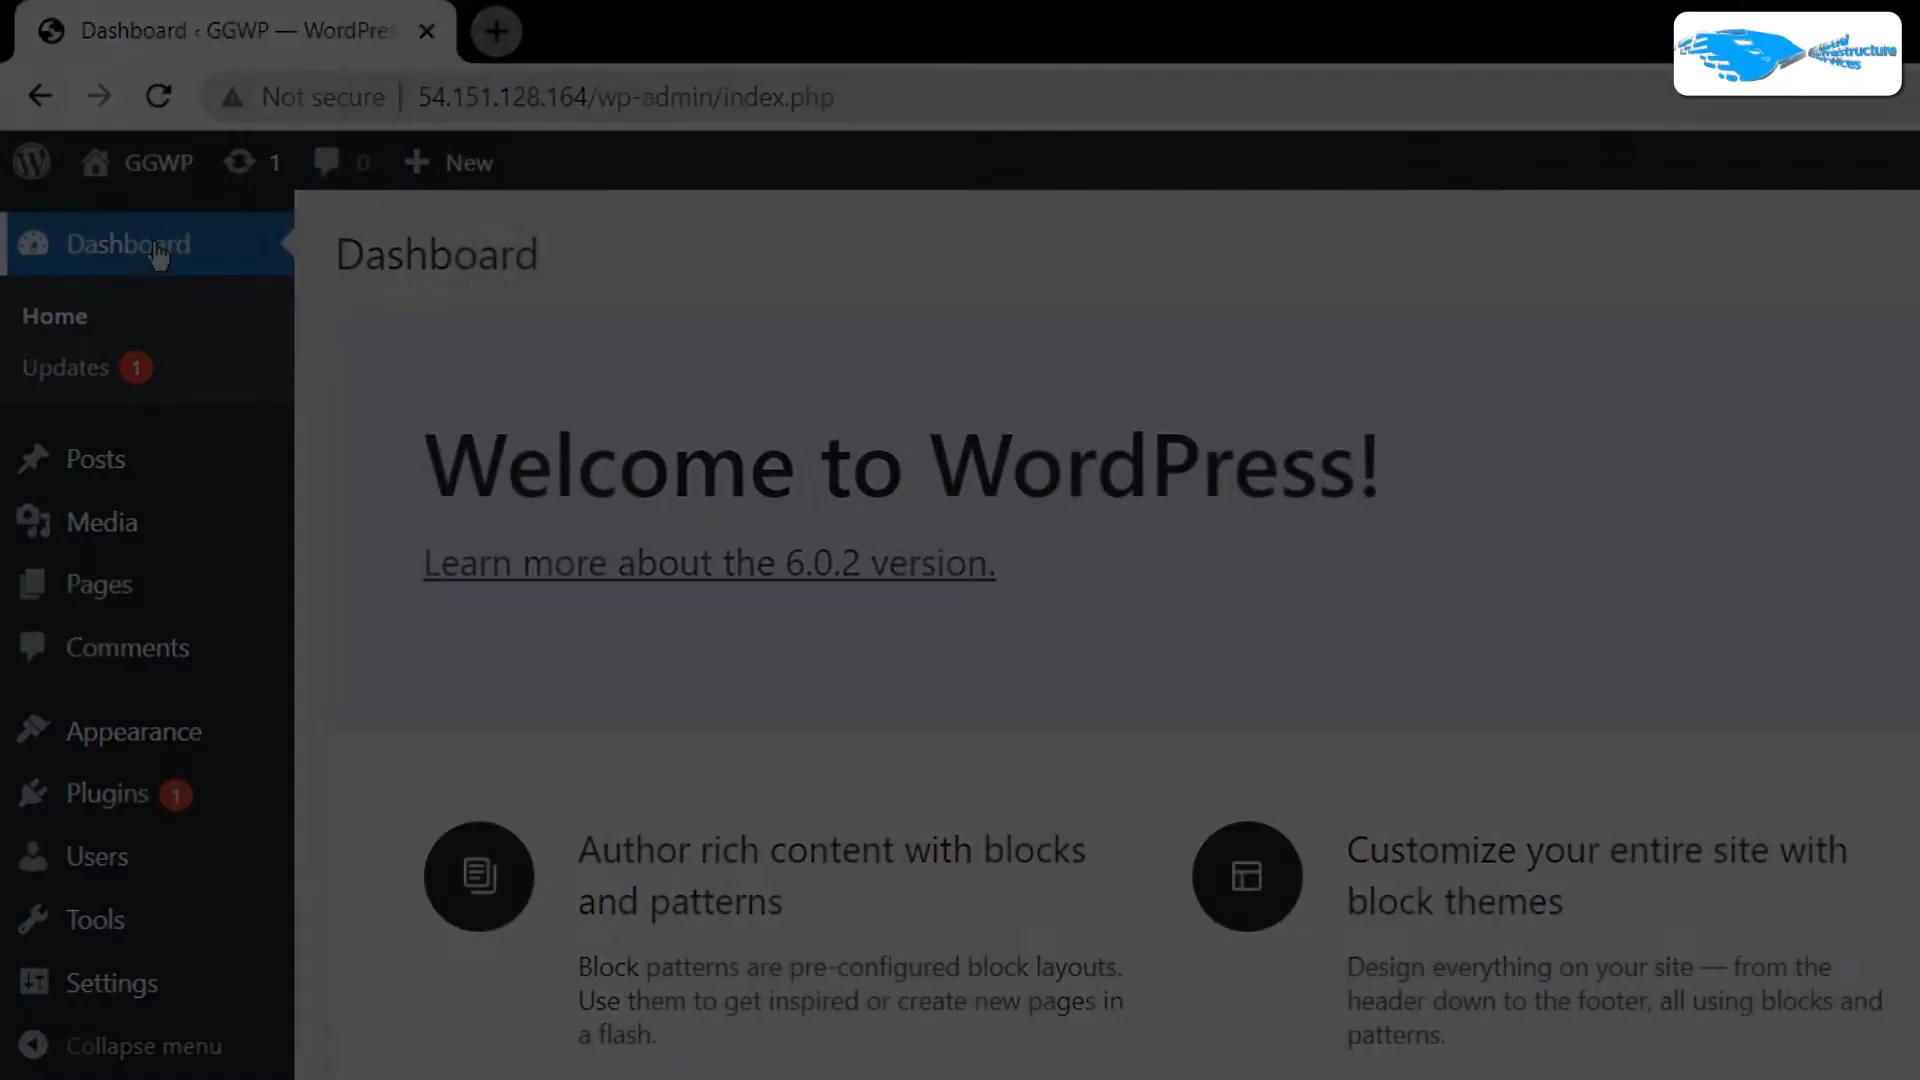 Dashboard ‹ GGWP — WordPres
Not secure | 54.151.128.164/wp-admin/index.php
GGWP 1 0 New
Dashboard
Home
Updates 1
Posts
Media
Pages
Comments
Appearance
Plugins 1
Users
Tools
Settings
Collapse menu
Dashboard
Welcome to WordPress!
Learn more about the 6.0.2 version.
Author rich content with blocks
and patterns
Block patterns are pre-configured block layouts.
Use them to get inspired or create new pages in
a flash.
Customize your entire site with
block themes
Design everything on your site — from the
header down to the footer, all using blocks and
patterns.